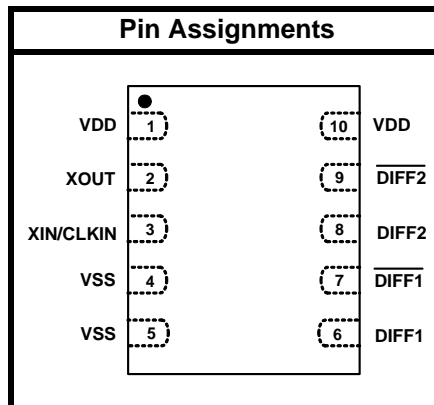 Pin Assignments
VDD 1 10 VDD
XOUT 2 9 DIFF2
XIN/CLKIN 3 8 DIFF2
VSS 4 7 DIFF1
VSS 5 6 DIFF1